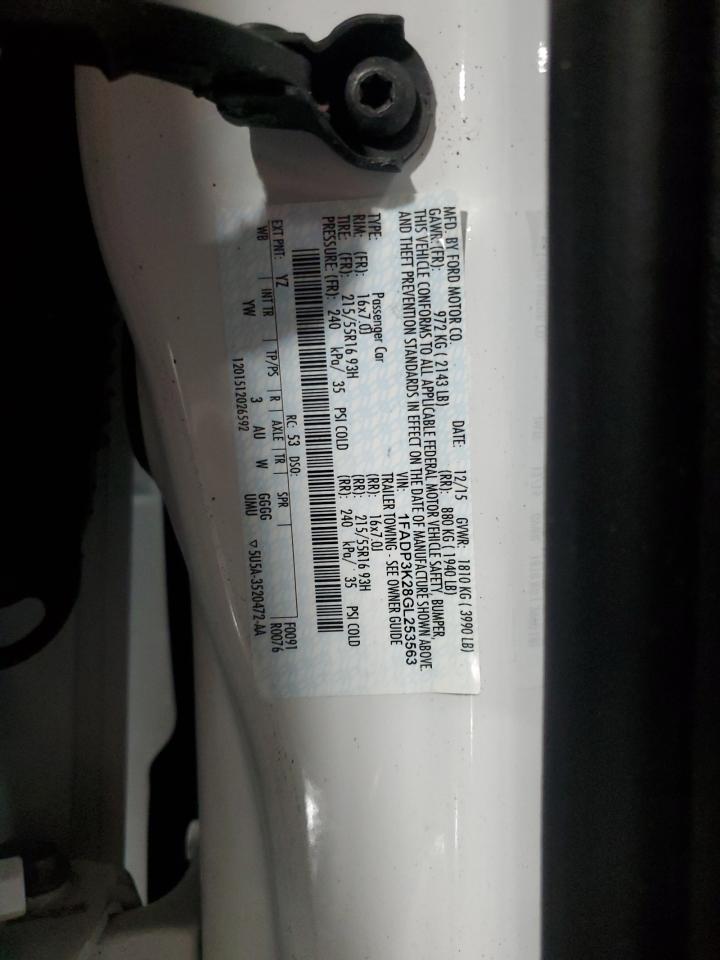 MFD. BY FORD MOTOR CO.
DATE: 12/15 GVWR: 1810 KG ( 3990 LB)
GAWR: (FR): 972 KG ( 2143 LB) (RR): 880 KG ( 1940 LB)
THIS VEHICLE CONFORMS TO ALL APPLICABLE FEDERAL MOTOR VEHICLE SAFETY, BUMPER,
AND THEFT PREVENTION STANDARDS IN EFFECT ON THE DATE OF MANUFACTURE SHOWN ABOVE.
VIN: 1FADP3K28GL253563
TYPE: Passenger Car TRAILER TOWING - SEE OWNER GUIDE
RIM: (FR): 16x7.0J (RR): 16x7.0J
TIRE: (FR): 215/55R16 93H (RR): 215/55R16 93H
PRESSURE: (FR): 240 kPa/ 35 PSI COLD (RR): 240 kPa/ 35 PSI COLD
F0091
R0076
EXT PNT: YZ RC: 53 DSO:
WB INT TR TP/PS R AXLE TR SPR
YW 3 AU W GGGG
1201512026592 UMU ▽5U5A-3520472-AA